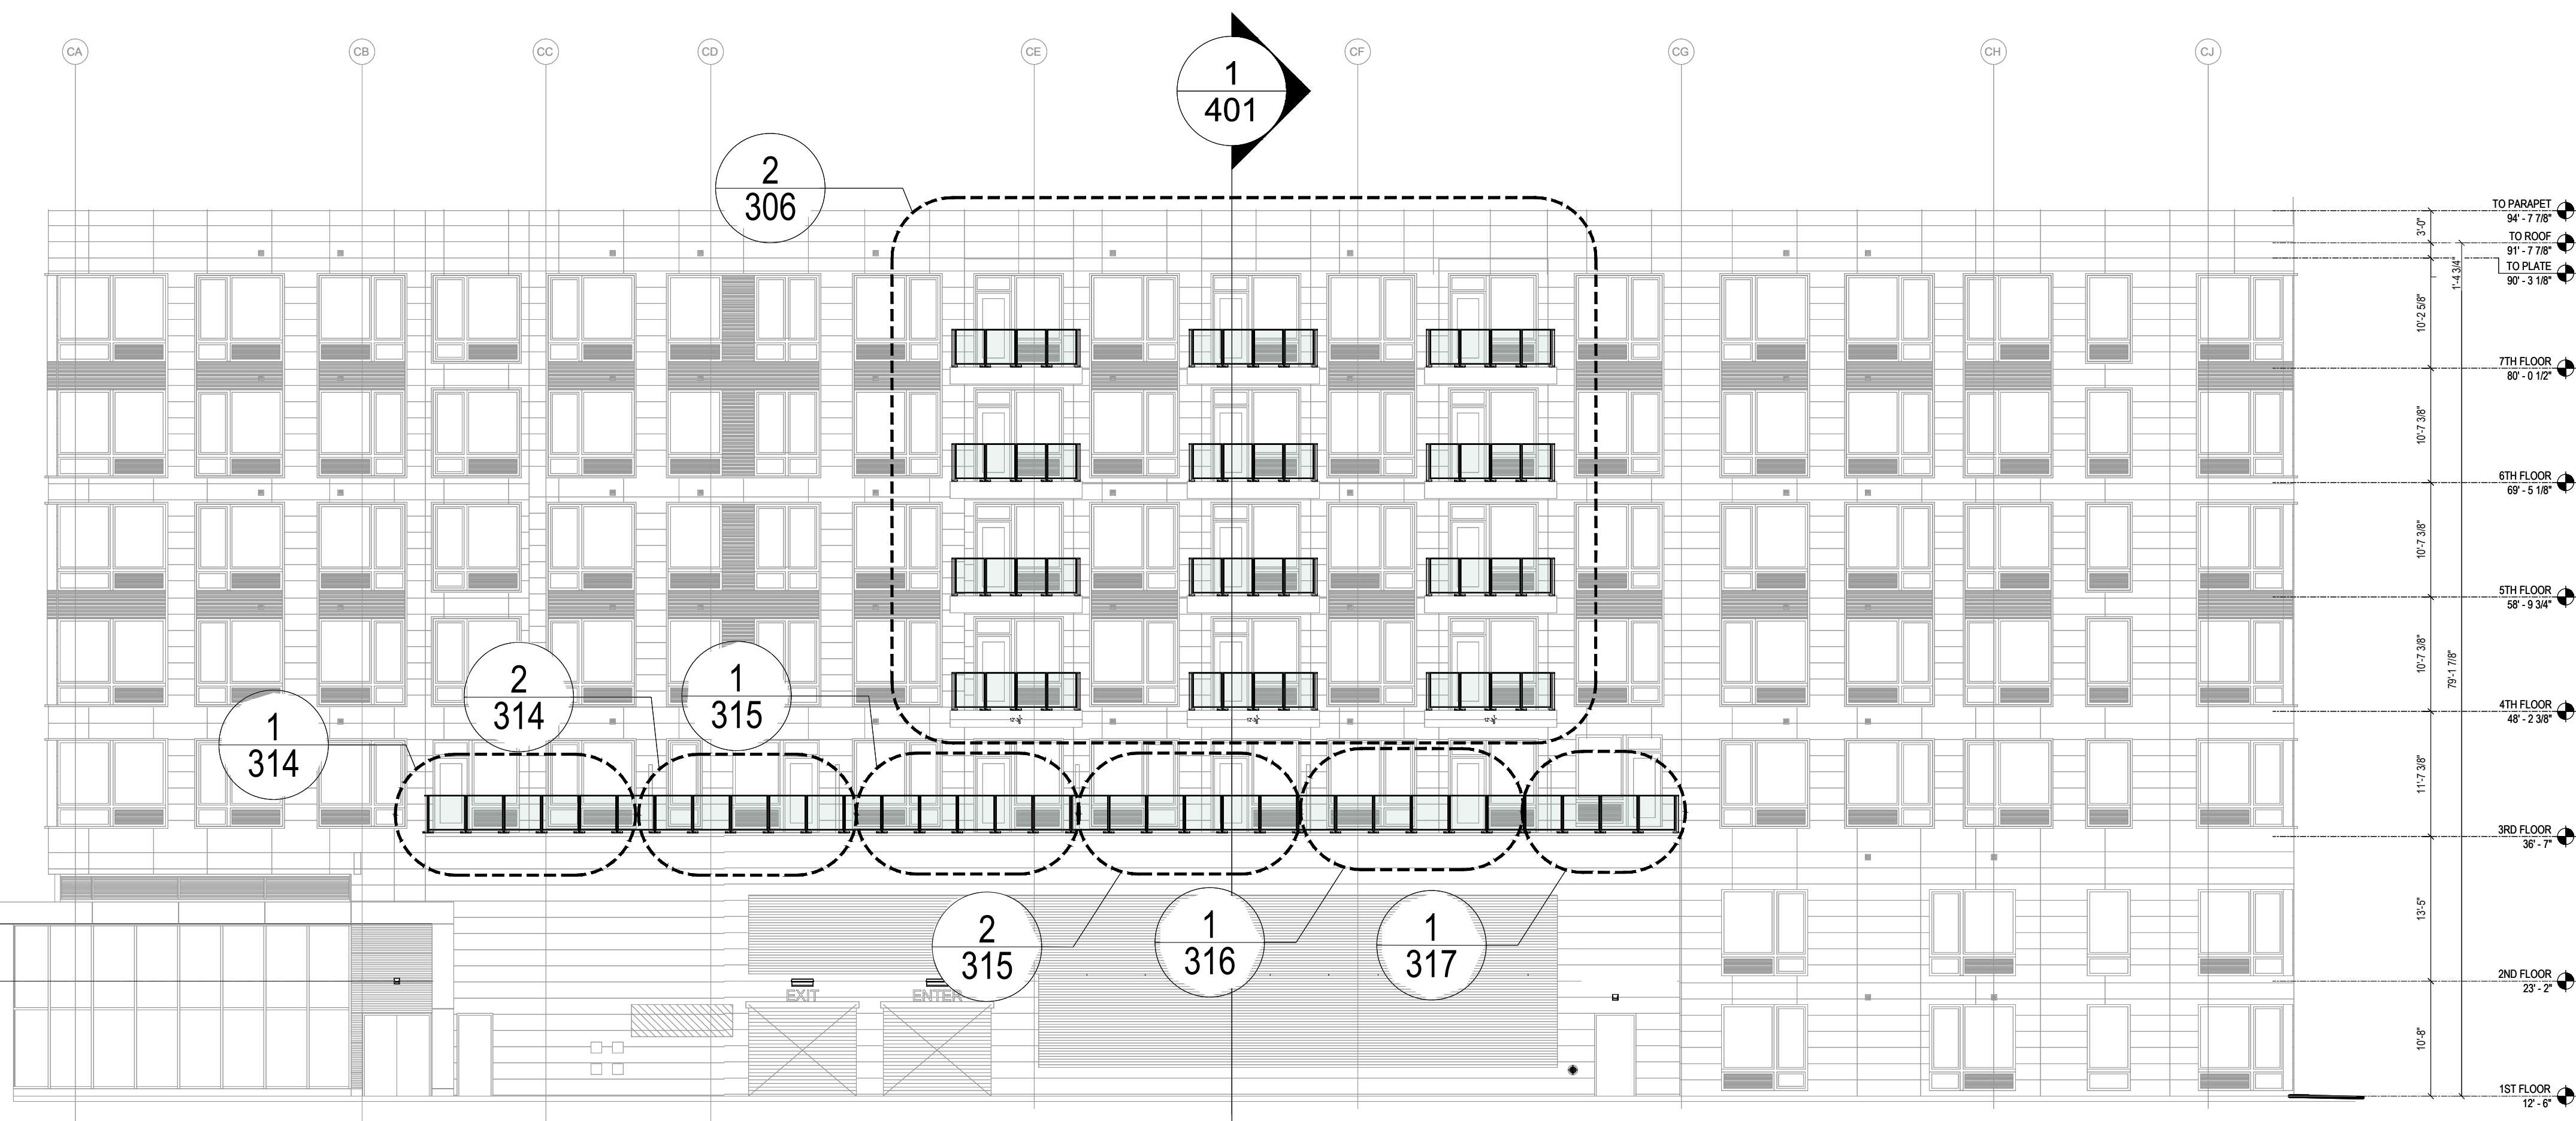 CA CB CC CD CE CF CG CH CJ
1
401
2
306
TO PARAPET
94' - 7 7/8"
3'-0"
TO ROOF
91' - 7 7/8"
TO PLATE
90' - 3 1/8"
1'-4 3/4"
10'-2 5/8"
7TH FLOOR
80' - 0 1/2"
10'-7 3/8"
6TH FLOOR
69' - 5 1/8"
10'-7 3/8"
5TH FLOOR
58' - 9 3/4"
10'-7 3/8"
79'-1 7/8"
4TH FLOOR
48' - 2 3/8"
2
314
1
315
1
314
11'-7 3/8"
3RD FLOOR
36' - 7"
2
315
1
316
1
317
13'-5"
2ND FLOOR
23' - 2"
EXIT
ENTER
10'-8"
1ST FLOOR
12' - 6"